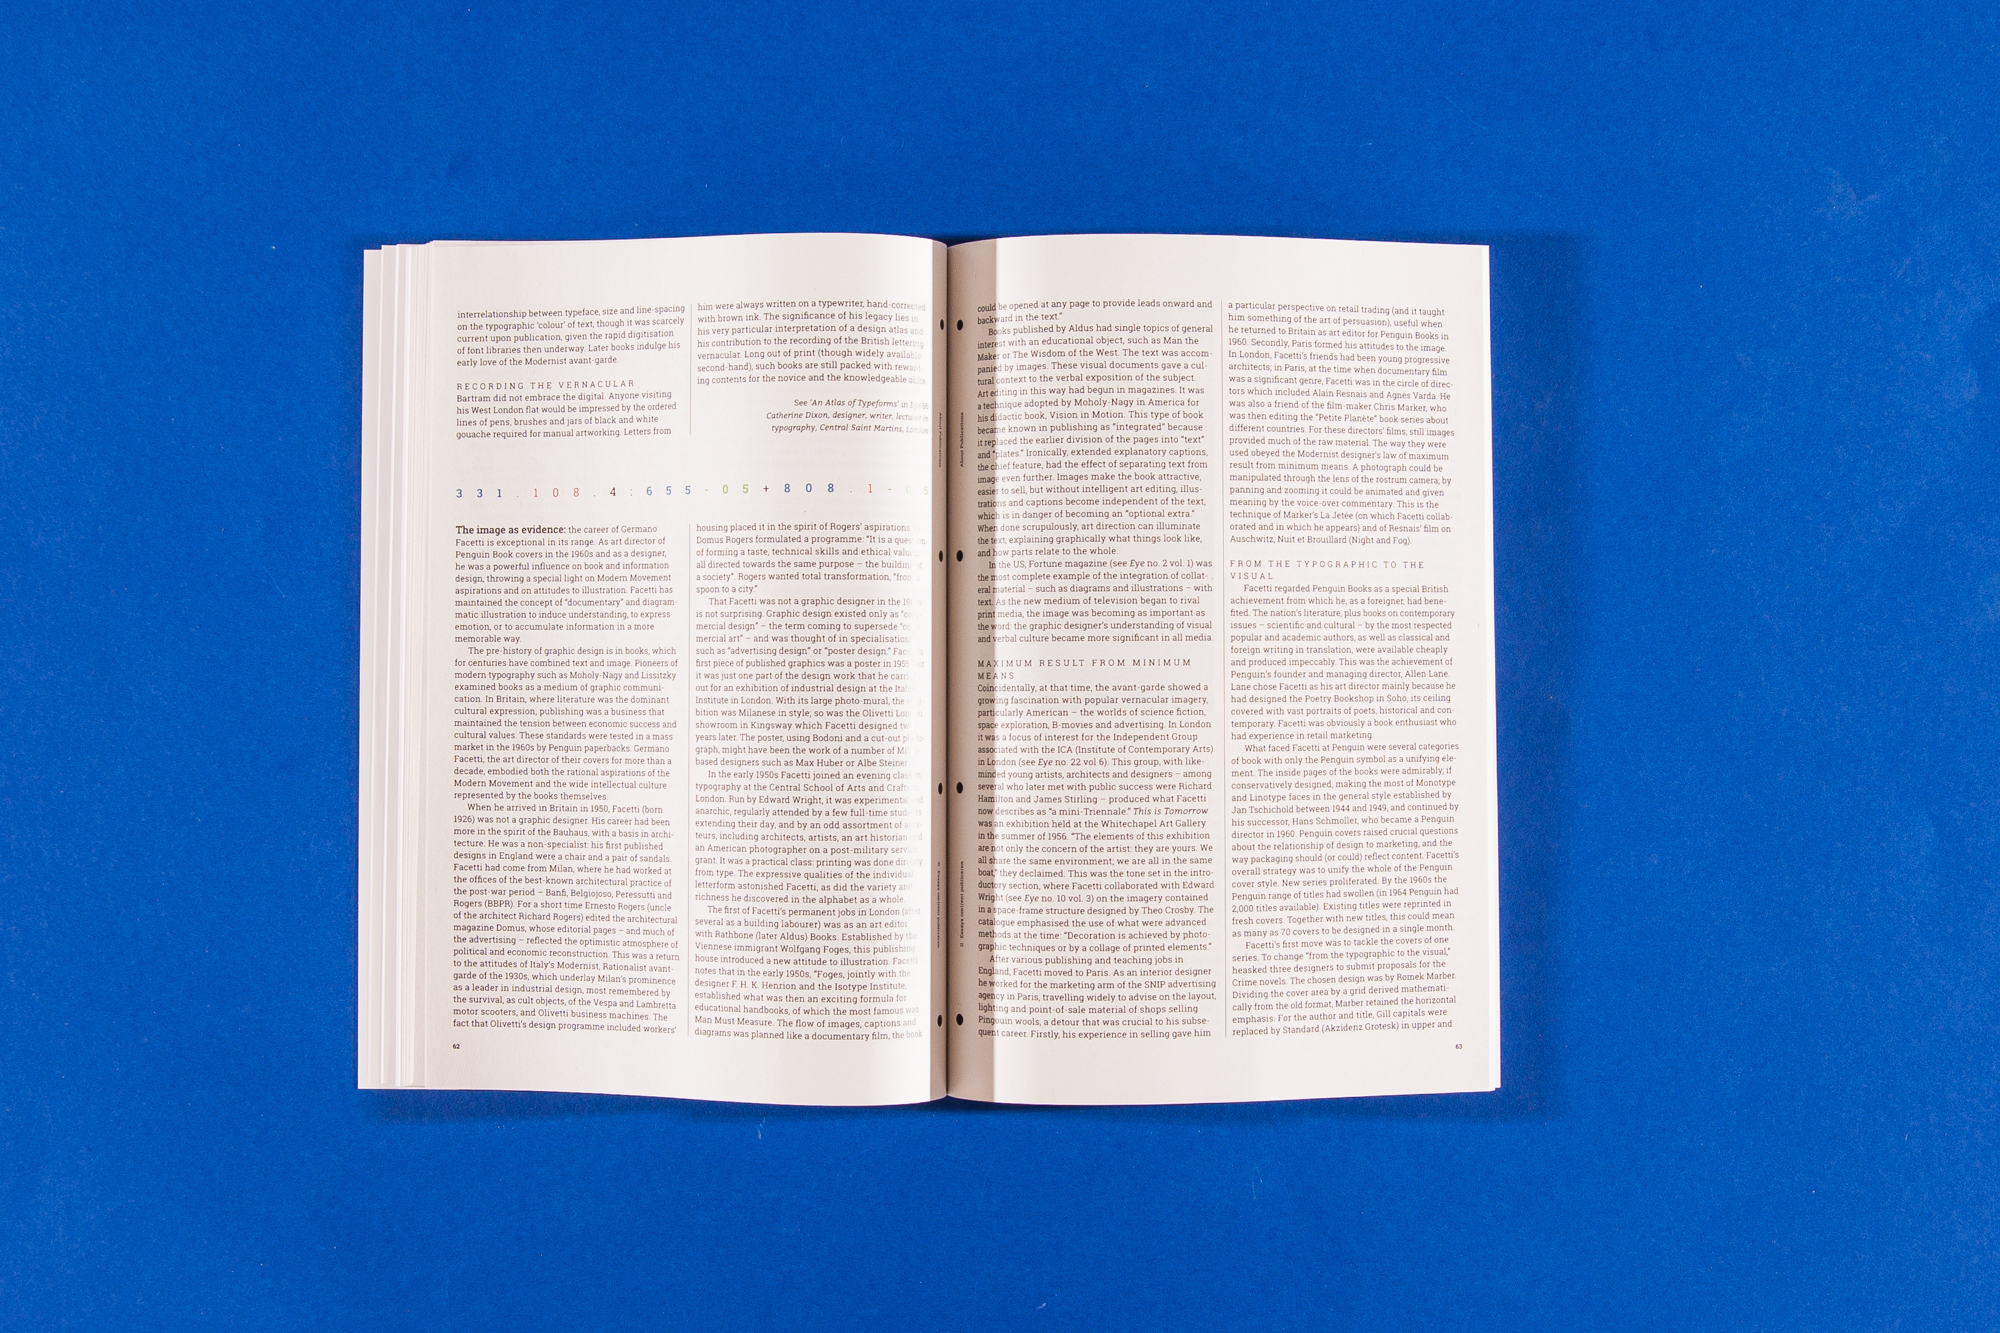 interrelationship between typeface, size and line-spacing
on the typographic 'colour' of text, though it was scarcely
current upon publication, given the rapid digitisation
of font libraries then underway. Later books indulge his
early love of the Modernist avant-garde.
RECORDING THE VERNACULAR
Bartram did not embrace the digital. Anyone visiting
his West London flat would be impressed by the ordered
lines of pens, brushes and jars of black and white
gouache required for manual artworking. Letters from
him were always written on a typewriter, hand-corrected
with brown ink. The significance of his legacy lies in
his very particular interpretation of a design atlas and
his contribution to the recording of the British lettering
vernacular. Long out of print (though widely available
second-hand), such books are still packed with reward-
ing contents for the novice and the knowledgeable alike.
See 'An Atlas of Typeforms' in Eye
Catherine Dixon, designer, writer, lecturer in
typography, Central Saint Martins, London
331.108.4:655-05+808.1-05
The image as evidence: the career of Germano
Facetti is exceptional in its range. As art director of
Penguin Book covers in the 1960s and as a designer,
he was a powerful influence on book and information
design, throwing a special light on Modern Movement
aspirations and on attitudes to illustration. Facetti has
maintained the concept of "documentary" and diagram-
matic illustration to induce understanding, to express
emotion, or to accumulate information in a more
memorable way.
The pre-history of graphic design is in books, which
for centuries have combined text and image. Pioneers of
modern typography such as Moholy-Nagy and Lissitzky
examined books as a medium of graphic communi-
cation. In Britain, where literature was the dominant
cultural expression, publishing was a business that
maintained the tension between economic success and
cultural values. These standards were tested in a mass
market in the 1960s by Penguin paperbacks. Germano
Facetti, the art director of their covers for more than a
decade, embodied both the rational aspirations of the
Modern Movement and the wide intellectual culture
represented by the books themselves.
When he arrived in Britain in 1950, Facetti (born
1926) was not a graphic designer. His career had been
more in the spirit of the Bauhaus, with a basis in archi-
tecture. He was a non-specialist: his first published
designs in England were a chair and a pair of sandals.
Facetti had come from Milan, where he had worked at
the offices of the best-known architectural practice of
the post-war period – Banfi, Belgiojoso, Peressutti and
Rogers (BBPR). For a short time Ernesto Rogers (uncle
of the architect Richard Rogers) edited the architectural
magazine Domus, whose editorial pages – and much of
the advertising – reflected the optimistic atmosphere of
political and economic reconstruction. This was a return
to the attitudes of Italy's Modernist, Rationalist avant-
garde of the 1930s, which underlay Milan's prominence
as a leader in industrial design, most remembered by
the survival, as cult objects, of the Vespa and Lambretta
motor scooters, and Olivetti business machines. The
fact that Olivetti's design programme included workers'
housing placed it in the spirit of Rogers' aspirations.
Domus Rogers formulated a programme: "It is a question
of forming a taste, technical skills and ethical values
all directed towards the same purpose – the building of
a society". Rogers wanted total transformation, "from a
spoon to a city."
That Facetti was not a graphic designer in the
is not surprising. Graphic design existed only as "com-
mercial design" – the term coming to supersede "com-
mercial art" – and was thought of in specialisations
such as "advertising design" or "poster design." Facetti's
first piece of published graphics was a poster in
it was just one part of the design work that he carried
out for an exhibition of industrial design at the Italian
Institute in London. With its large photo-mural, the
bition was Milanese in style; so was the Olivetti London
showroom in Kingsway which Facetti designed two
years later. The poster, using Bodoni and a cut-out photo-
graph, might have been the work of a number of Milan-
based designers such as Max Huber or Albe Steiner.
In the early 1950s Facetti joined an evening class in
typography at the Central School of Arts and Crafts in
London. Run by Edward Wright, it was experimental and
anarchic, regularly attended by a few full-time students
extending their day, and by an odd assortment of ama-
teurs, including architects, artists, an art historian and
an American photographer on a post-military service
grant. It was a practical class: printing was done directly
from type. The expressive qualities of the individual
letterform astonished Facetti, as did the variety and
richness he discovered in the alphabet as a whole.
The first of Facetti's permanent jobs in London (after
several as a building labourer) was as an art editor
with Rathbone (later Aldus) Books. Established by the
Viennese immigrant Wolfgang Foges, this publishing
house introduced a new attitude to illustration. Facetti
notes that in the early 1950s, "Foges, jointly with the
designer F. H. K. Henrion and the Isotype Institute,
established what was then an exciting formula for
educational handbooks, of which the most famous was
Man Must Measure. The flow of images, captions and
diagrams was planned like a documentary film, the book
62
About Publications
could be opened at any page to provide leads onward and
backward in the text."
Books published by Aldus had single topics of general
interest with an educational object, such as Man the
Maker or The Wisdom of the West. The text was accom-
panied by images. These visual documents gave a cul-
tural context to the verbal exposition of the subject.
Art editing in this way had begun in magazines. It was
a technique adopted by Moholy-Nagy in America for
his didactic book, Vision in Motion. This type of book
became known in publishing as "integrated" because
it replaced the earlier division of the pages into "text"
and "plates." Ironically, extended explanatory captions,
the chief feature, had the effect of separating text from
image even further. Images make the book attractive,
easier to sell, but without intelligent art editing, illus-
trations and captions become independent of the text,
which is in danger of becoming an "optional extra."
When done scrupulously, art direction can illuminate
the text, explaining graphically what things look like,
and how parts relate to the whole.
In the US, Fortune magazine (see Eye no. 2 vol. 1) was
the most complete example of the integration of collat-
eral material – such as diagrams and illustrations – with
text. As the new medium of television began to rival
print media, the image was becoming as important as
the word: the graphic designer's understanding of visual
and verbal culture became more significant in all media.
MAXIMUM RESULT FROM MINIMUM
MEANS
Coincidentally, at that time, the avant-garde showed a
growing fascination with popular vernacular imagery,
particularly American – the worlds of science fiction,
space exploration, B-movies and advertising. In London
it was a focus of interest for the Independent Group
associated with the ICA (Institute of Contemporary Arts)
in London (see Eye no. 22 vol 6). This group, with like-
minded young artists, architects and designers – among
several who later met with public success were Richard
Hamilton and James Stirling – produced what Facetti
now describes as "a mini-Triennale." This is Tomorrow
was an exhibition held at the Whitechapel Art Gallery
in the summer of 1956. "The elements of this exhibition
are not only the concern of the artist: they are yours. We
all share the same environment; we are all in the same
boat," they declaimed. This was the tone set in the intro-
ductory section, where Facetti collaborated with Edward
Wright (see Eye no. 10 vol. 3) on the imagery contained
in a space-frame structure designed by Theo Crosby. The
catalogue emphasised the use of what were advanced
methods at the time: "Decoration is achieved by photo-
graphic techniques or by a collage of printed elements."
After various publishing and teaching jobs in
England, Facetti moved to Paris. As an interior designer
he worked for the marketing arm of the SNIP advertising
agency in Paris, travelling widely to advise on the layout,
lighting and point-of-sale material of shops selling
Pingouin wools, a detour that was crucial to his subse-
quent career. Firstly, his experience in selling gave him
a particular perspective on retail trading (and it taught
him something of the art of persuasion), useful when
he returned to Britain as art editor for Penguin Books in
1960. Secondly, Paris formed his attitudes to the image.
In London, Facetti's friends had been young progressive
architects; in Paris, at the time when documentary film
was a significant genre, Facetti was in the circle of direc-
tors which included Alain Resnais and Agnès Varda. He
was also a friend of the film-maker Chris Marker, who
was then editing the "Petite Planète" book series about
different countries. For these directors' films, still images
provided much of the raw material. The way they were
used obeyed the Modernist designer's law of maximum
result from minimum means. A photograph could be
manipulated through the lens of the rostrum camera; by
panning and zooming it could be animated and given
meaning by the voice-over commentary. This is the
technique of Marker's La Jetée (on which Facetti collab-
orated and in which he appears) and of Resnais' film on
Auschwitz, Nuit et Brouillard (Night and Fog).
FROM THE TYPOGRAPHIC TO THE
VISUAL
Facetti regarded Penguin Books as a special British
achievement from which he, as a foreigner, had bene-
fited. The nation's literature, plus books on contemporary
issues – scientific and cultural – by the most respected
popular and academic authors, as well as classical and
foreign writing in translation, were available cheaply
and produced impeccably. This was the achievement of
Penguin's founder and managing director, Allen Lane.
Lane chose Facetti as his art director mainly because he
had designed the Poetry Bookshop in Soho, its ceiling
covered with vast portraits of poets, historical and con-
temporary. Facetti was obviously a book enthusiast who
had experience in retail marketing.
What faced Facetti at Penguin were several categories
of book with only the Penguin symbol as a unifying ele-
ment. The inside pages of the books were admirably, if
conservatively designed, making the most of Monotype
and Linotype faces in the general style established by
Jan Tschichold between 1944 and 1949, and continued by
his successor, Hans Schmoller, who became a Penguin
director in 1960. Penguin covers raised crucial questions
about the relationship of design to marketing, and the
way packaging should (or could) reflect content. Facetti's
overall strategy was to unify the whole of the Penguin
cover style. New series proliferated. By the 1960s the
Penguin range of titles had swollen (in 1964 Penguin had
2,000 titles available). Existing titles were reprinted in
fresh covers. Together with new titles, this could mean
as many as 70 covers to be designed in a single month.
Facetti's first move was to tackle the covers of one
series. To change "from the typographic to the visual,"
heasked three designers to submit proposals for the
Crime novels. The chosen design was by Romek Marber.
Dividing the cover area by a grid derived mathemati-
cally from the old format, Marber retained the horizontal
emphasis. For the author and title, Gill capitals were
replaced by Standard (Akzidenz Grotesk) in upper and
63